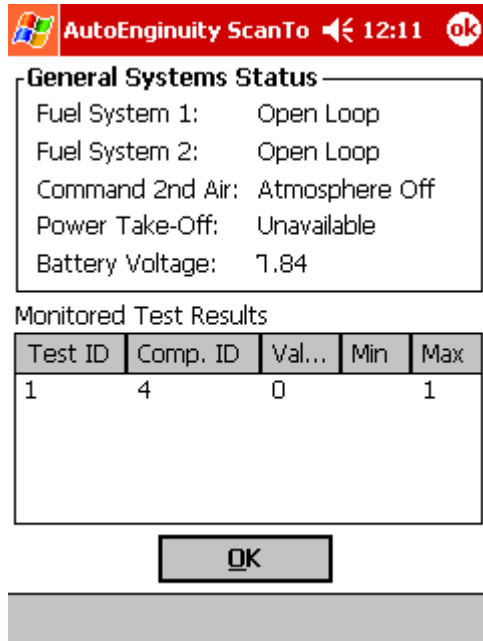 AutoEnginuity ScanTo 12:11 ok
General Systems Status
Fuel System 1: Open Loop
Fuel System 2: Open Loop
Command 2nd Air: Atmosphere Off
Power Take-Off: Unavailable
Battery Voltage: 7.84
Monitored Test Results
Test ID Comp. ID Val... Min Max
1 4 0 1
OK